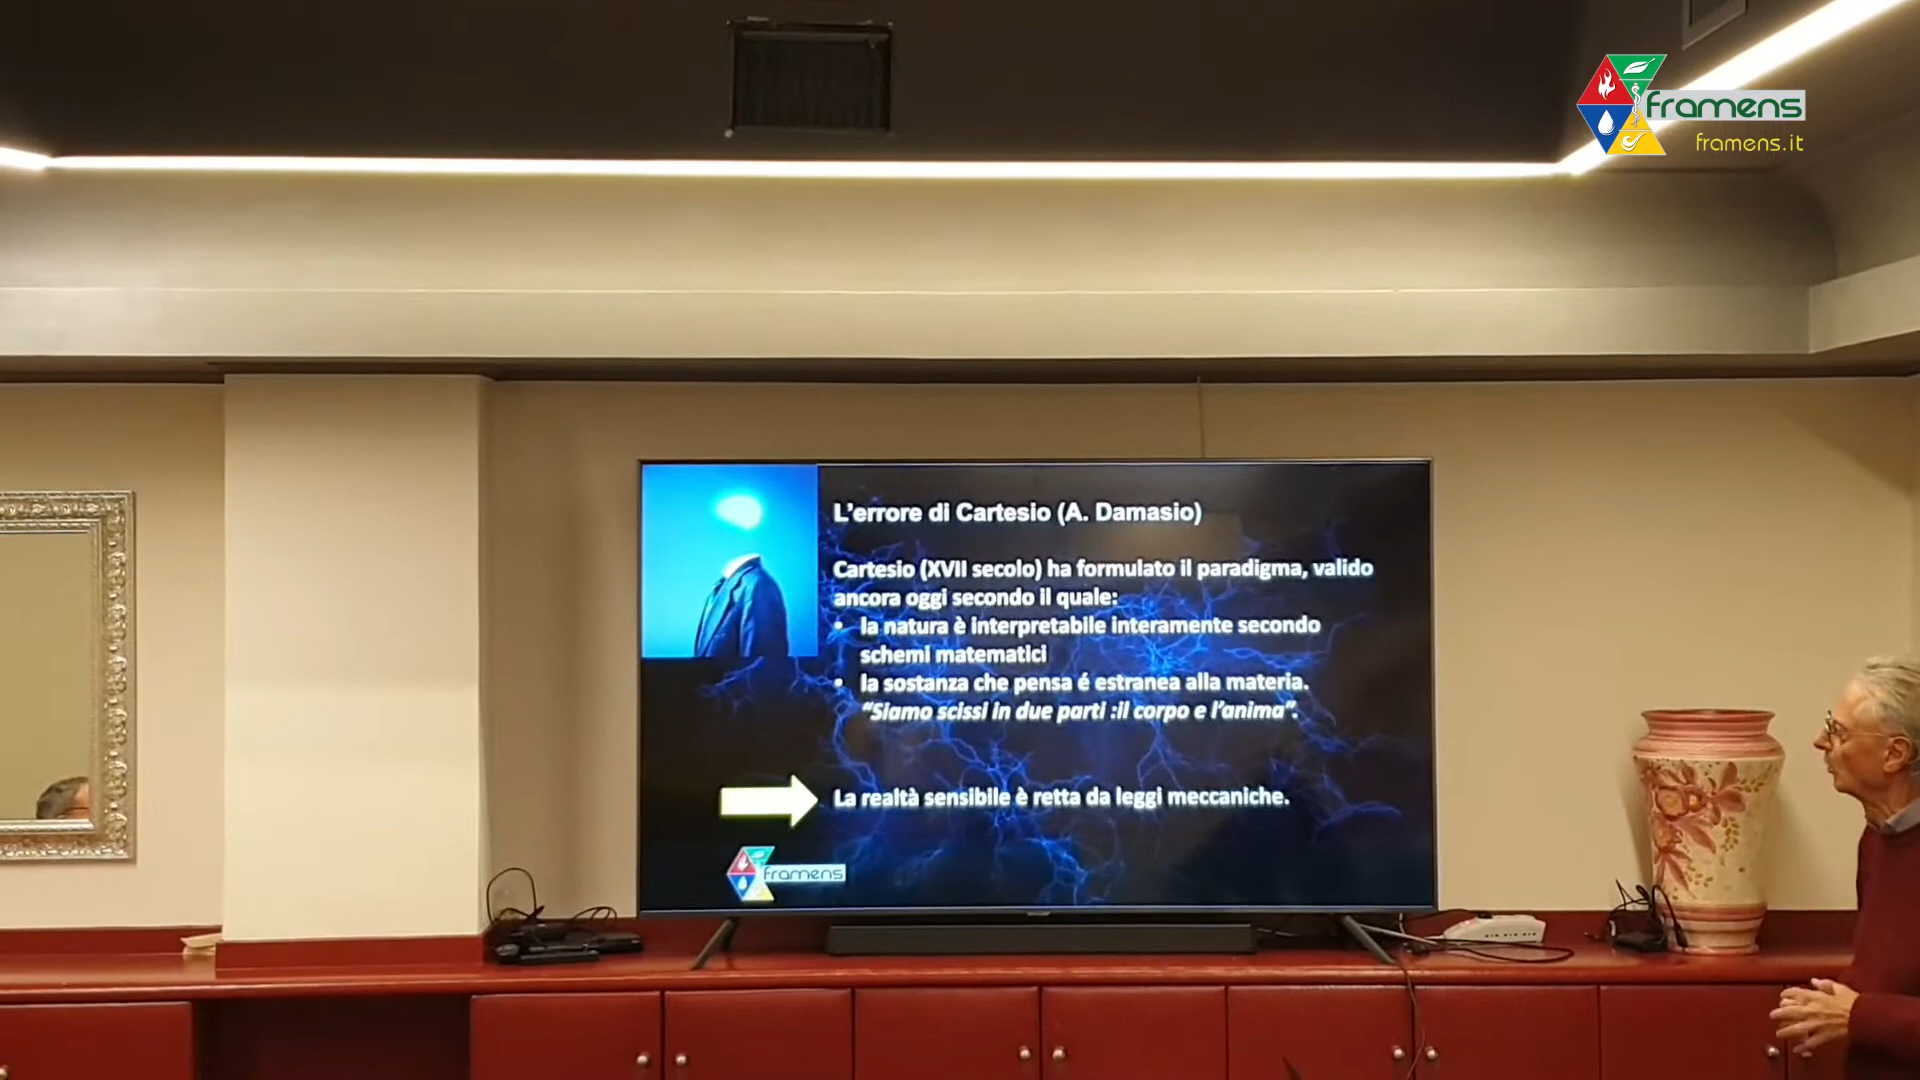 framens
framens.it
L'errore di Cartesio (A. Damasio)
Cartesio (XVII secolo) ha formulato il paradigma, valido
ancora oggi secondo il quale:
• la natura è interpretabile interamente secondo
schemi matematici
• la sostanza che pensa é estranea alla materia.
"Siamo scissi in due parti :il corpo e l'anima".
La realtà sensibile è retta da leggi meccaniche.
framens